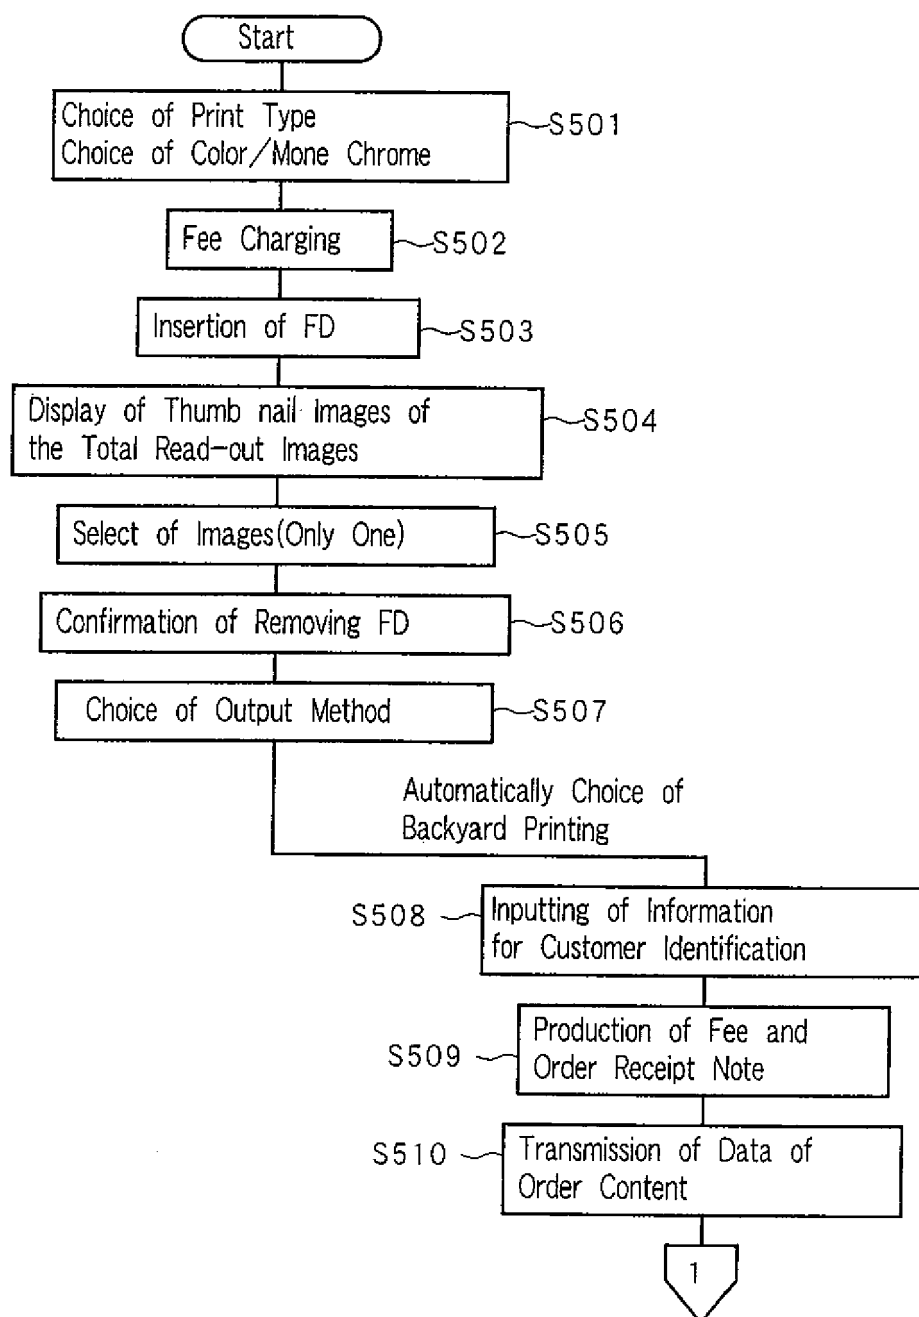 Start
Choice of Print Type
Choice of Color/Mone Chrome
S501
Fee Charging
S502
Insertion of FD
S503
Display of Thumb nail Images of
the Total Read-out Images
S504
Select of Images(Only One)
S505
Confirmation of Removing FD
S506
Choice of Output Method
S507
Automatically Choice of
Backyard Printing
S508
Inputting of Information
for Customer Identification
S509
Production of Fee and
Order Receipt Note
S510
Transmission of Data of
Order Content
1